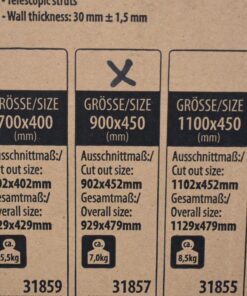 - Telescopic struts
- Wall thickness: 30 mm ± 1,5 mm
GRÖSSE/SIZE
700x400
(mm)
Ausschnittmaß:/
Cut out size:
02x402mm
Gesamtmaß:/
Overall size:
29x429mm
ca.
5,5kg
31859
X
GRÖSSE/SIZE
900x450
(mm)
Ausschnittmaß:/
Cut out size:
902x452mm
Gesamtmaß:/
Overall size:
929x479mm
ca.
7,0kg
31857
GRÖSSE/SIZE
1100x450
(mm)
Ausschnittmaß:/
Cut out size:
1102x452mm
Gesamtmaß:/
Overall size:
1129x479mm
ca.
8,5kg
31855